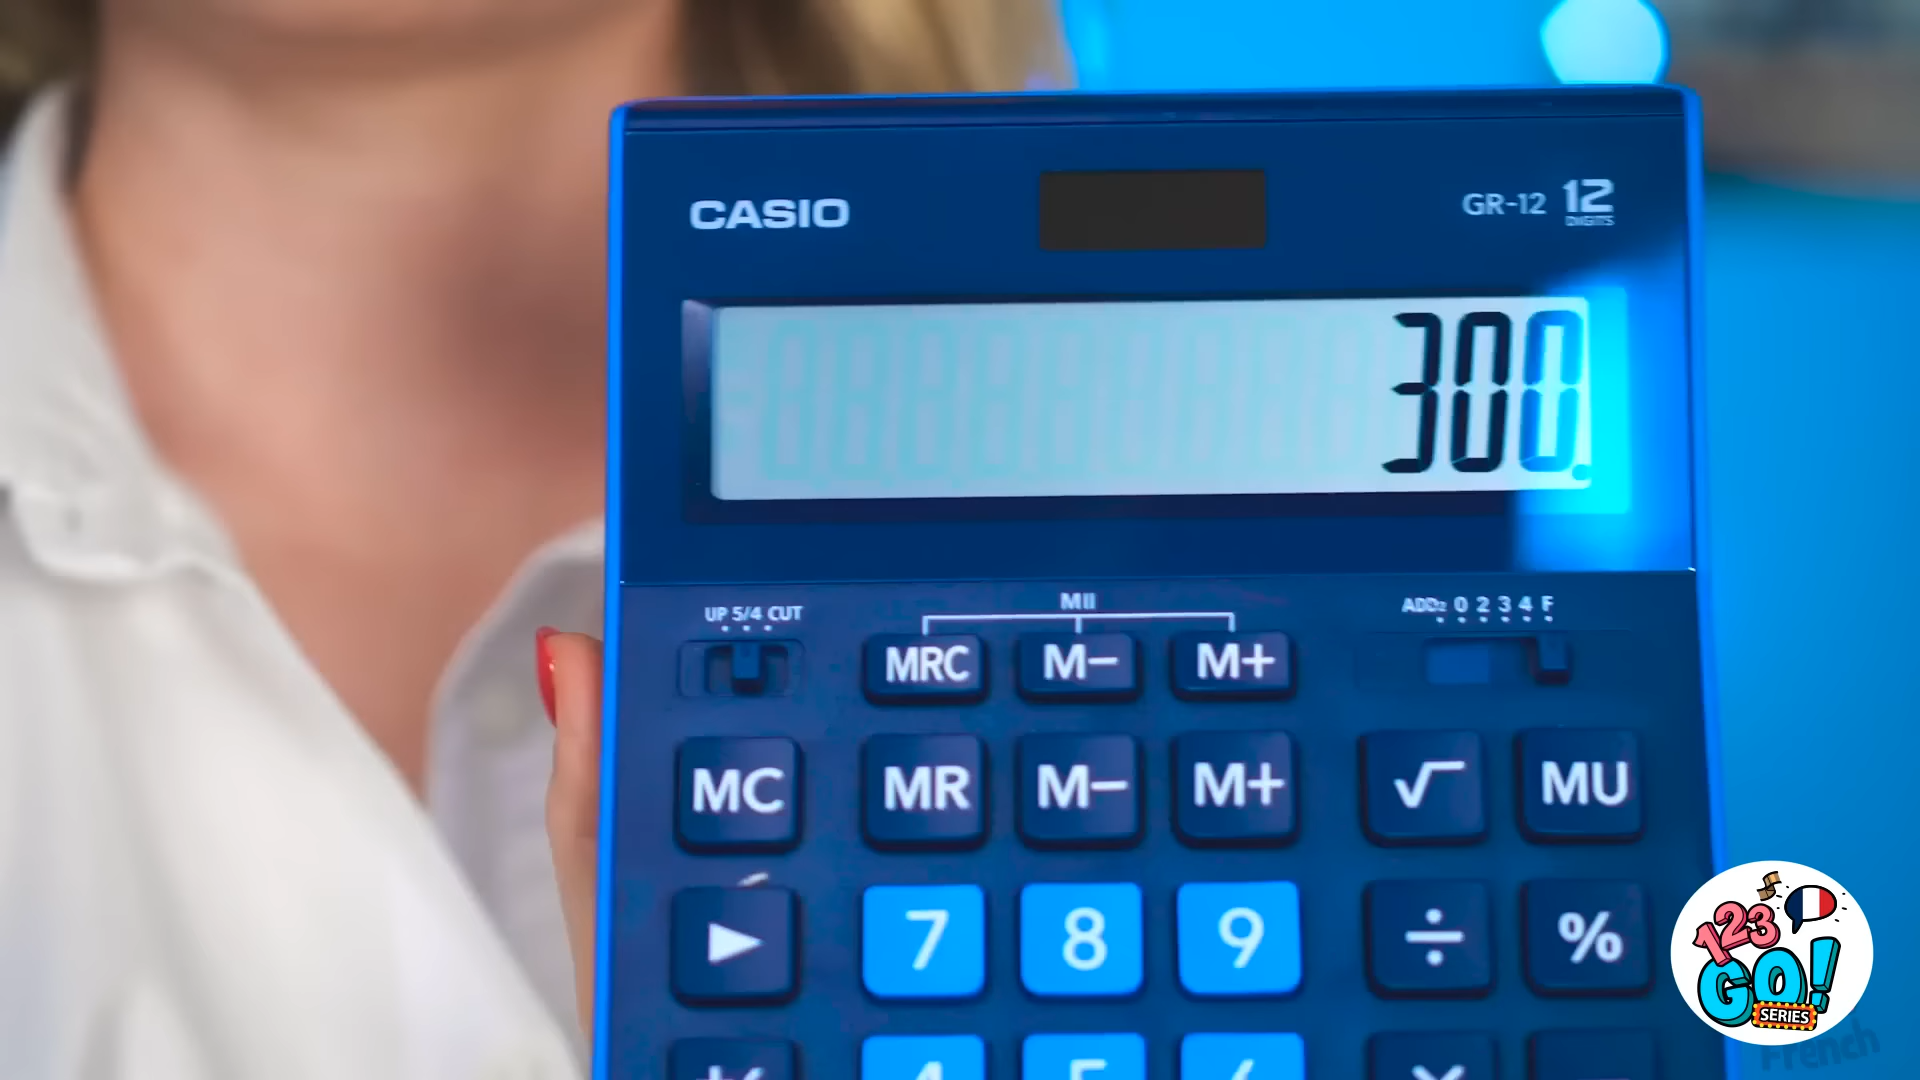 CASIO
GR-12 12
DIGITS
300.
UP 5/4 CUT
MII
ADD2 0 2 3 4 F
MRC M− M+
MC MR M− M+ √ MU
▶ 7 8 9 ÷ %
123
GO!
SERIES
French